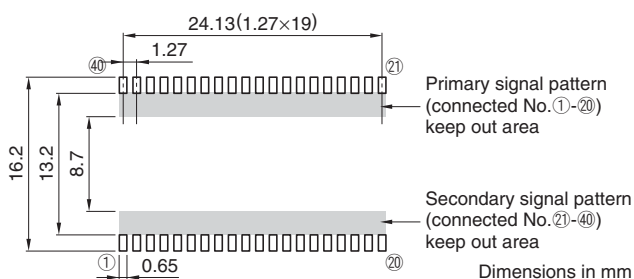 24.13(1.27×19)
㊵
1.27
㉑
Primary signal pattern
(connected No.①-⑳)
keep out area
16.2
13.2
8.7
Secondary signal pattern
(connected No.㉑-㊵)
keep out area
①
0.65
⑳
Dimensions in mm